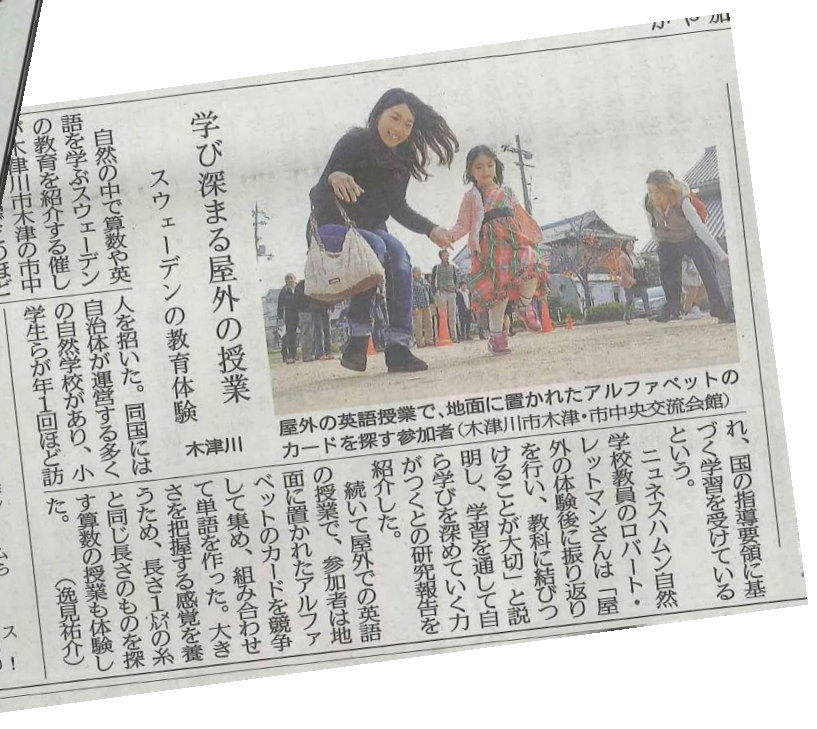 学び深まる屋外の授業
スウェーデンの教育体験
木津川
屋外の英語授業で、地面に置かれたアルファベットの
カードを探す参加者(木津川市木津・市中央交流会館)
自然の中で算数や英
語を学ぶスウェーデン
の教育を紹介する催し
が木津川市木津の市中
人を招いた。同国には
自治体が運営する多く
の自然学校があり、小
学生らが年1回ほど訪
れ、国の指導要領に基
づく学習を受けている
という。
ニュネスハムン自然
学校教員のロバート・
レットマンさんは「屋
外の体験後に振り返り
を行い、教科に結びつ
けることが大切」と説
明し、学習を通して自
ら学びを深めていく力
がつくとの研究報告を
紹介した。
続いて屋外での英語
の授業で、参加者は地
面に置かれたアルファ
ベットのカードを競争
して集め、組み合わせ
て単語を作った。大き
さを把握する感覚を養
うため、長さ1㍍の糸
と同じ長さのものを探
す算数の授業も体験し
た。
(逸見祐介)